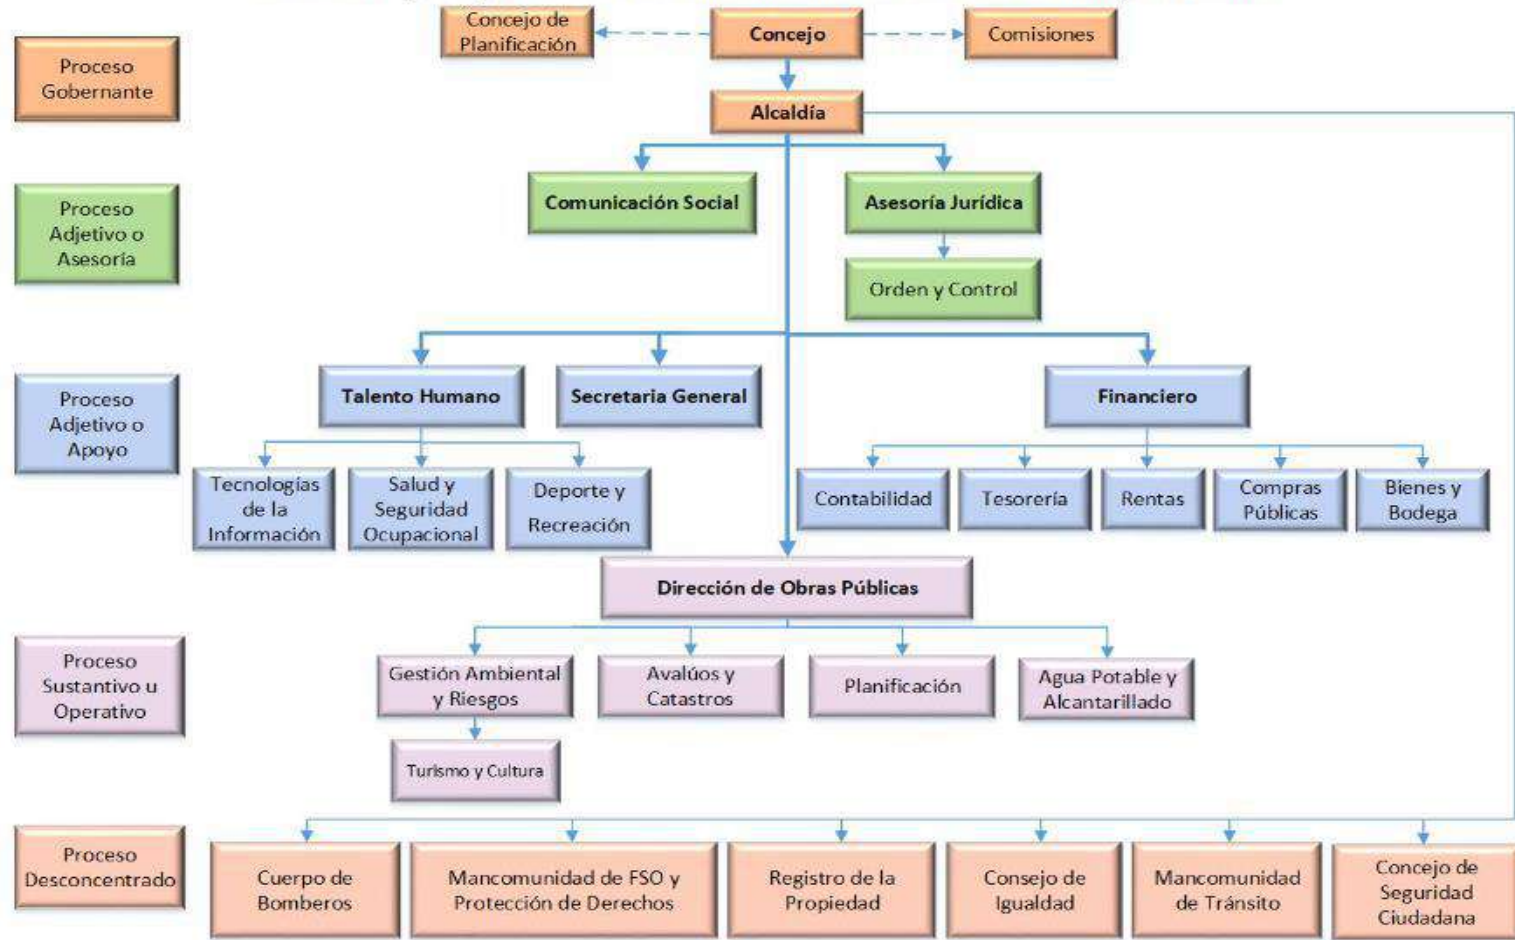 Concejo de
Planificación
Concejo
Comisiones
Proceso
Gobernante
Alcaldía
Proceso
Adjetivo o
Asesoría
Comunicación Social
Asesoría Jurídica
Orden y Control
Proceso
Adjetivo o
Apoyo
Talento Humano
Secretaria General
Financiero
Tecnologías
de la
Información
Salud y
Seguridad
Ocupacional
Deporte y
Recreación
Contabilidad
Tesorería
Rentas
Compras
Públicas
Bienes y
Bodega
Dirección de Obras Públicas
Proceso
Sustantivo u
Operativo
Gestión Ambiental
y Riesgos
Avalúos y
Catastros
Planificación
Agua Potable y
Alcantarillado
Turismo y Cultura
Proceso
Desconcentrado
Cuerpo de
Bomberos
Mancomunidad de FSO y
Protección de Derechos
Registro de la
Propiedad
Consejo de
Igualdad
Mancomunidad
de Tránsito
Concejo de
Seguridad
Ciudadana